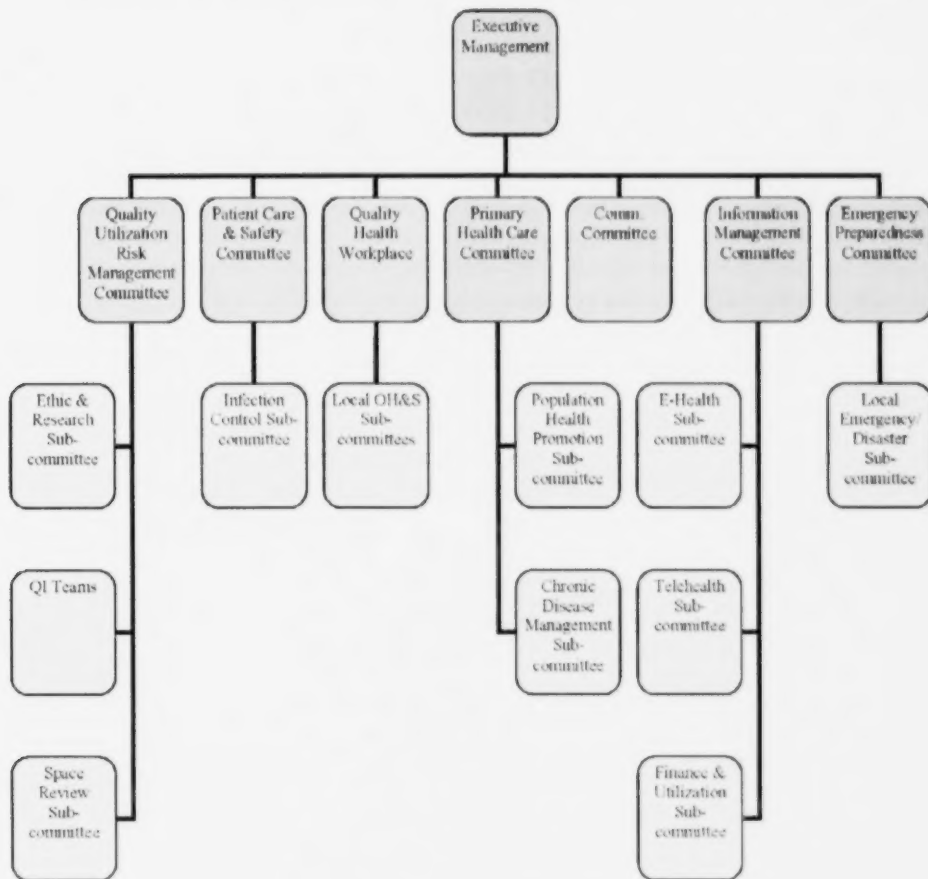 Executive
Management
Quality
Utilization
Risk
Management
Committee
Patient Care
& Safety
Committee
Quality
Health
Workplace
Primary
Health Care
Committee
Comm.
Committee
Information
Management
Committee
Emergency
Preparedness
Committee
Ethic &
Research
Sub-
committee
Infection
Control Sub-
committee
Local OH&S
Sub-
committees
Population
Health
Promotion
Sub-
committee
E-Health
Sub-
committee
Local
Emergency/
Disaster
Sub-
committee
QI Teams
Chronic
Disease
Management
Sub-
committee
Telehealth
Sub-
committee
Space
Review
Sub-
committee
Finance &
Utilization
Sub-
committee